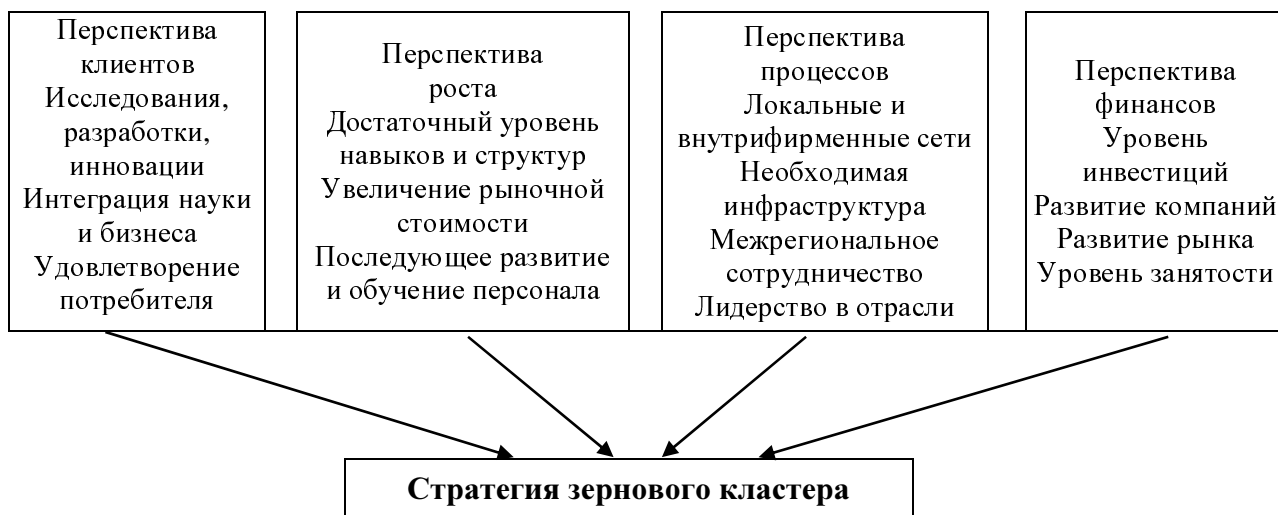 Перспектива
клиентов
Исследования,
разработки,
инновации
Интеграция науки
и бизнеса
Удовлетворение
потребителя
Перспектива
роста
Достаточный уровень
навыков и структур
Увеличение рыночной
стоимости
Последующее развитие
и обучение персонала
Перспектива
процессов
Локальные и
внутрифирменные сети
Необходимая
инфраструктура
Межрегиональное
сотрудничество
Лидерство в отрасли
Перспектива
финансов
Уровень
инвестиций
Развитие компаний
Развитие рынка
Уровень занятости
Стратегия зернового кластера